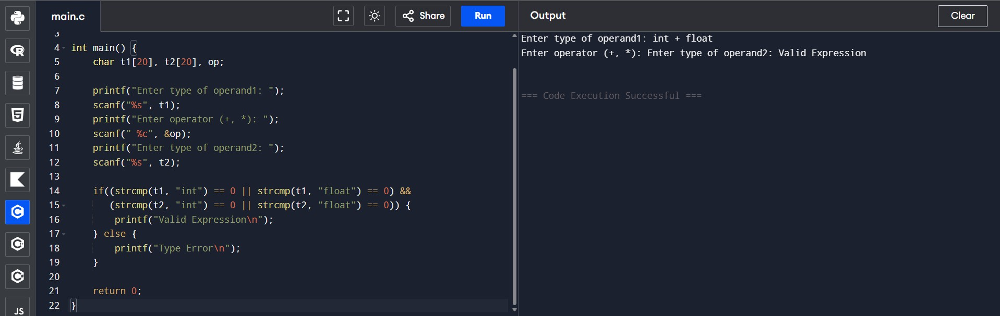 main.c
Share
Run
Output
Clear
3
4 int main() {
5 char t1[20], t2[20], op;
6
7 printf("Enter type of operand1: ");
8 scanf("%s", t1);
9 printf("Enter operator (+, *): ");
10 scanf(" %c", &op);
11 printf("Enter type of operand2: ");
12 scanf("%s", t2);
13
14 if((strcmp(t1, "int") == 0 || strcmp(t1, "float") == 0) &&
15 (strcmp(t2, "int") == 0 || strcmp(t2, "float") == 0)) {
16 printf("Valid Expression\n");
17 } else {
18 printf("Type Error\n");
19 }
20
21 return 0;
22 }
Enter type of operand1: int + float
Enter operator (+, *): Enter type of operand2: Valid Expression
=== Code Execution Successful ===
R
5
C
C
C
JS